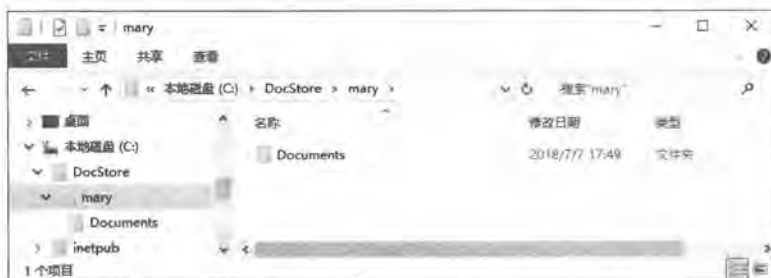 mary
文件 主页 共享 查看
« 本地磁盘 (C:) › DocStore › mary › 搜索"mary"
桌面
本地磁盘 (C:)
DocStore
mary
Documents
inetpub
名称 修改日期 类型
Documents 2018/7/7 17:49 文件夹
1 个项目